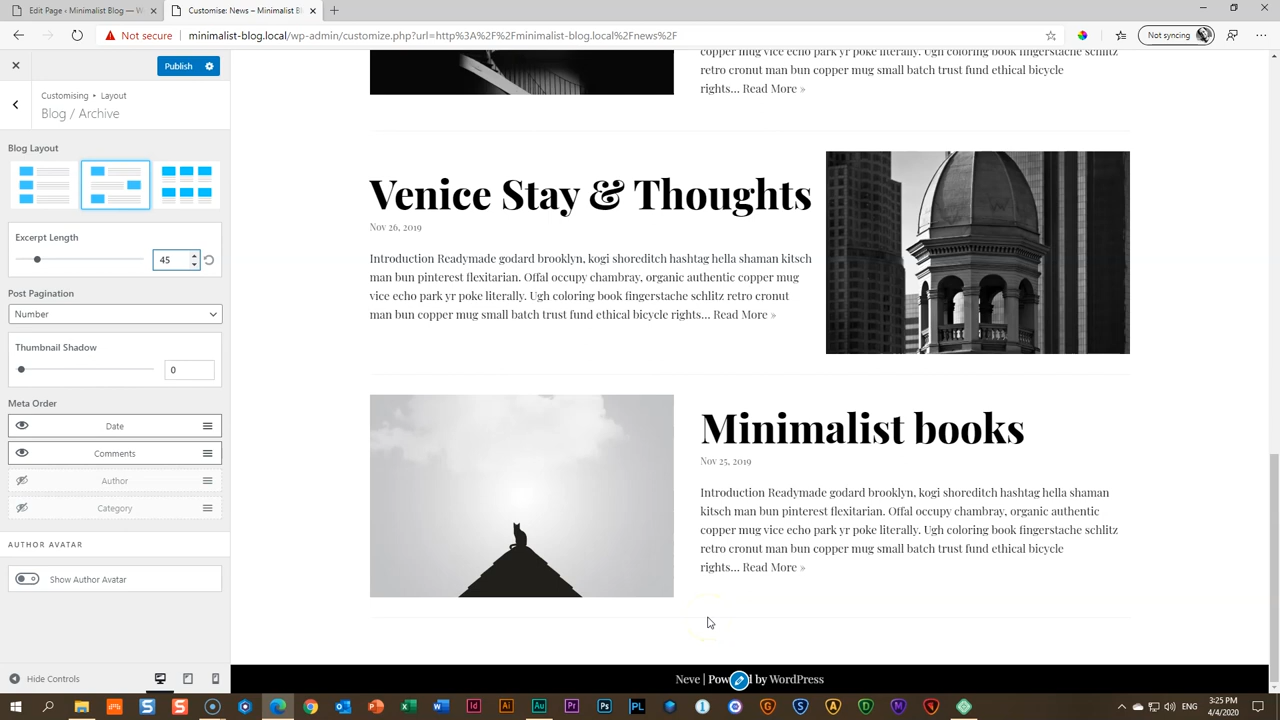 Edit Page ‹ Minimalist Blog — W
Customising: Minimalist Blog
Not secure
minimalist-blog.local/wp-admin/customize.php?url=http%3A%2F%2Fminimalist-blog.local%2Fnews%2F
Not syncing
Publish
Customising ▸ Layout
Blog / Archive
Blog Layout
Excerpt Length
45
Post Pagination
Number
Thumbnail Shadow
0
Meta Order
Date
Comments
Author
Category
AUTHOR AVATAR
Show Author Avatar
Hide Controls
copper mug vice echo park yr poke literally. Ugh coloring book fingerstache schlitz
retro cronut man bun copper mug small batch trust fund ethical bicycle
rights… Read More »
Venice Stay & Thoughts
Nov 26, 2019
Introduction Readymade godard brooklyn, kogi shoreditch hashtag hella shaman kitsch
man bun pinterest flexitarian. Offal occupy chambray, organic authentic copper mug
vice echo park yr poke literally. Ugh coloring book fingerstache schlitz retro cronut
man bun copper mug small batch trust fund ethical bicycle rights… Read More »
Minimalist books
Nov 25, 2019
Introduction Readymade godard brooklyn, kogi shoreditch hashtag hella shaman
kitsch man bun pinterest flexitarian. Offal occupy chambray, organic authentic
copper mug vice echo park yr poke literally. Ugh coloring book fingerstache schlitz
retro cronut man bun copper mug small batch trust fund ethical bicycle
rights… Read More »
Neve | Powered by WordPress
3:25 PM
4/4/2020